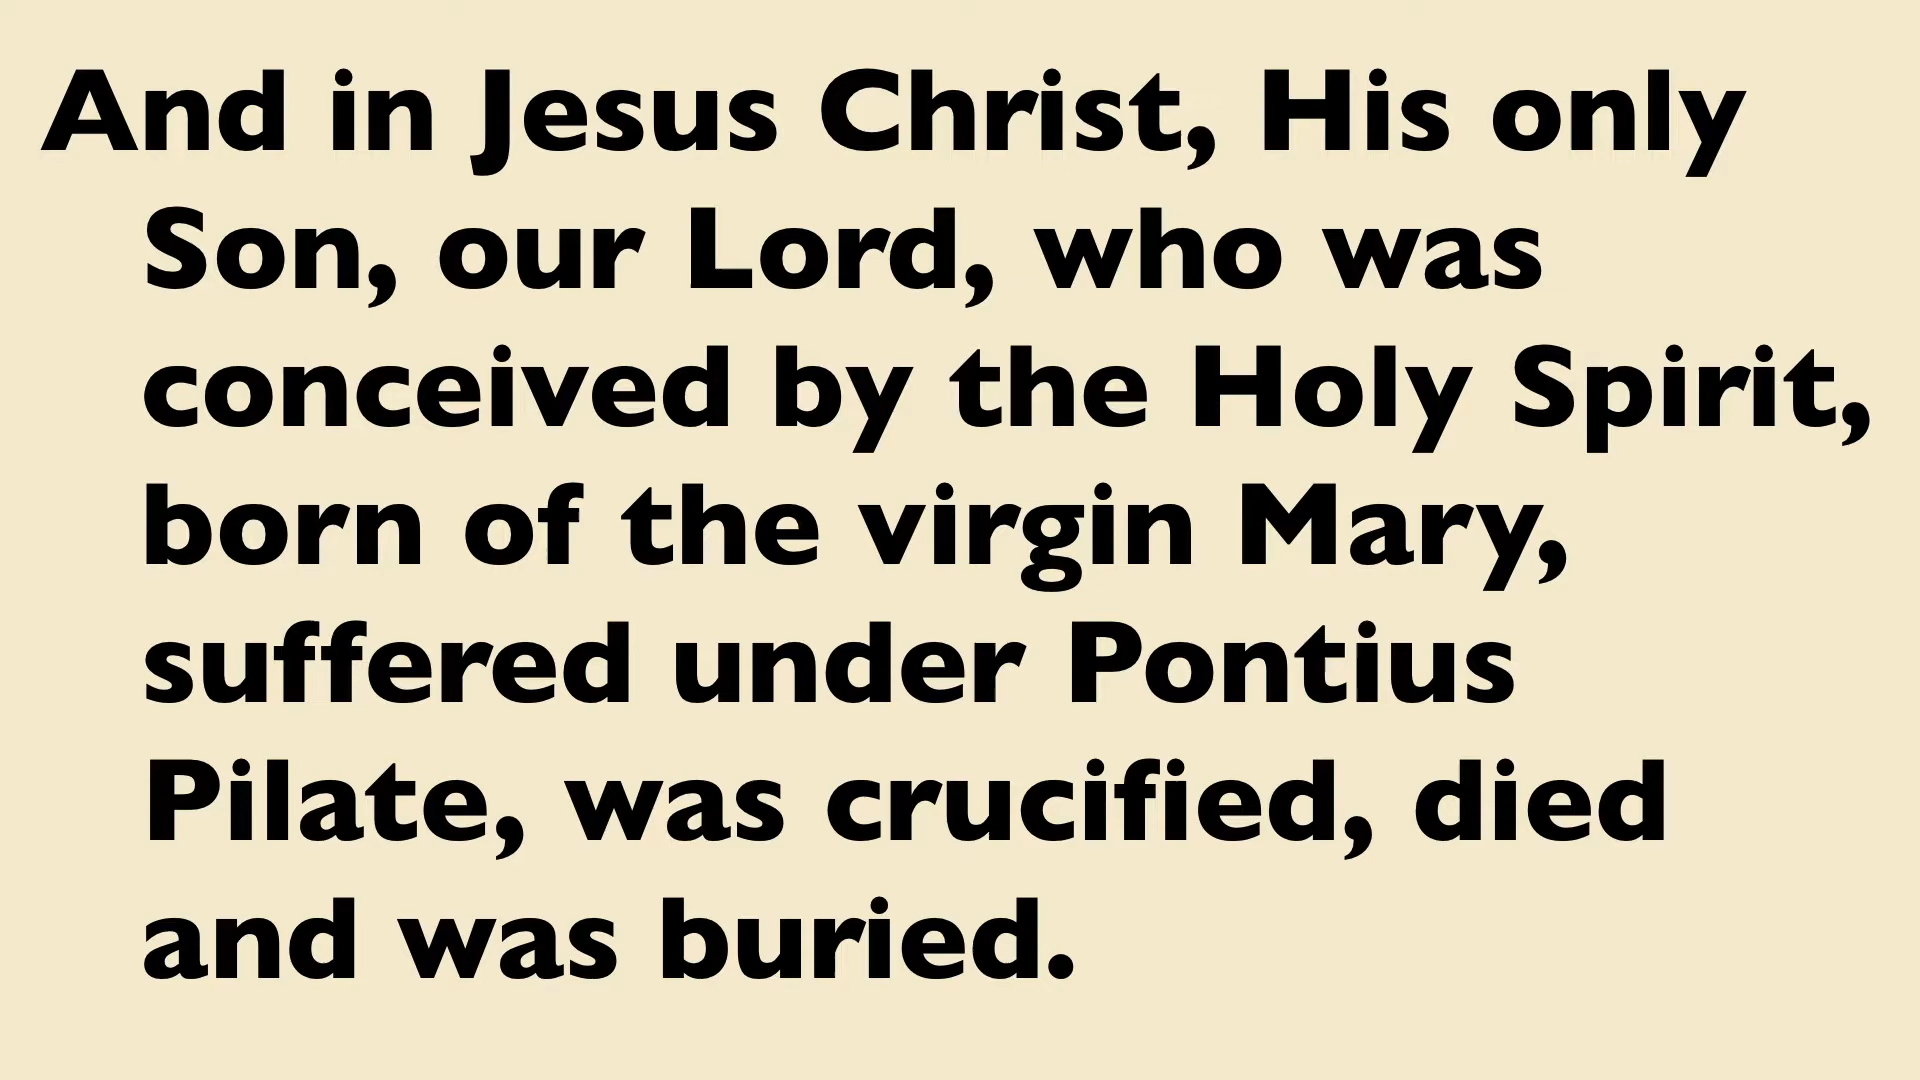 And in Jesus Christ, His only
Son, our Lord, who was
conceived by the Holy Spirit,
born of the virgin Mary,
suffered under Pontius
Pilate, was crucified, died
and was buried.